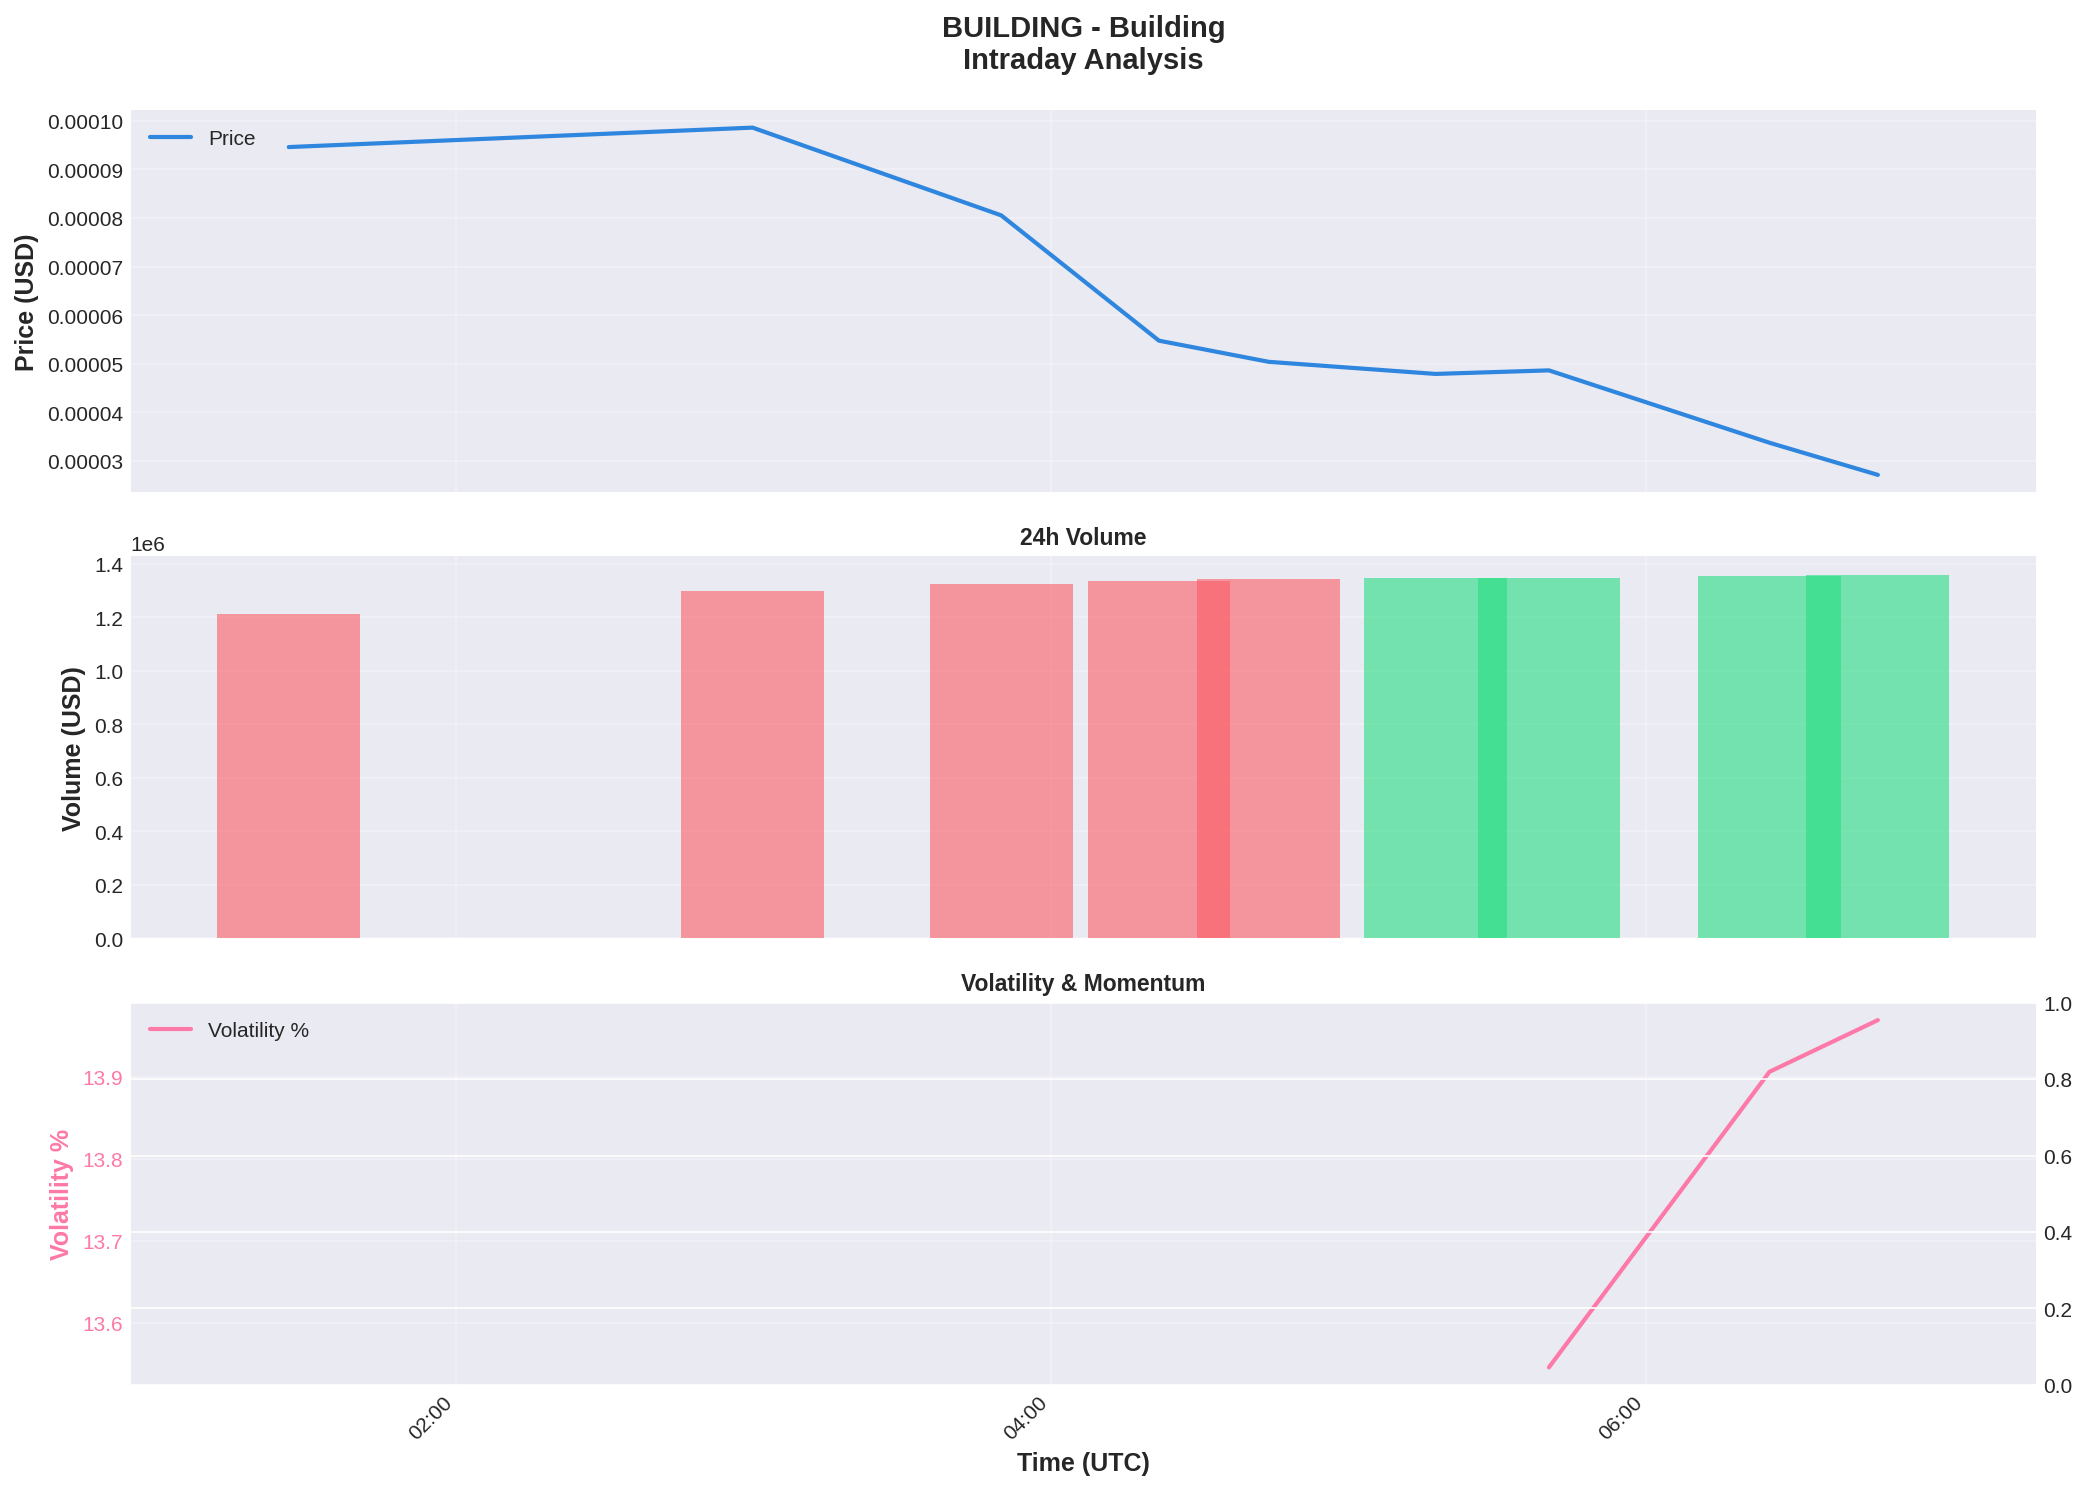 BUILDING - Building
Intraday Analysis
Price
0.00010
0.00009
0.00008
0.00007
0.00006
0.00005
0.00004
0.00003
Price (USD)
24h Volume
1e6
1.4
1.2
1.0
0.8
0.6
0.4
0.2
0.0
Volume (USD)
Volatility & Momentum
Volatility %
13.9
13.8
13.7
13.6
Volatility %
1.0
0.8
0.6
0.4
0.2
0.0
02:00
04:00
06:00
Time (UTC)